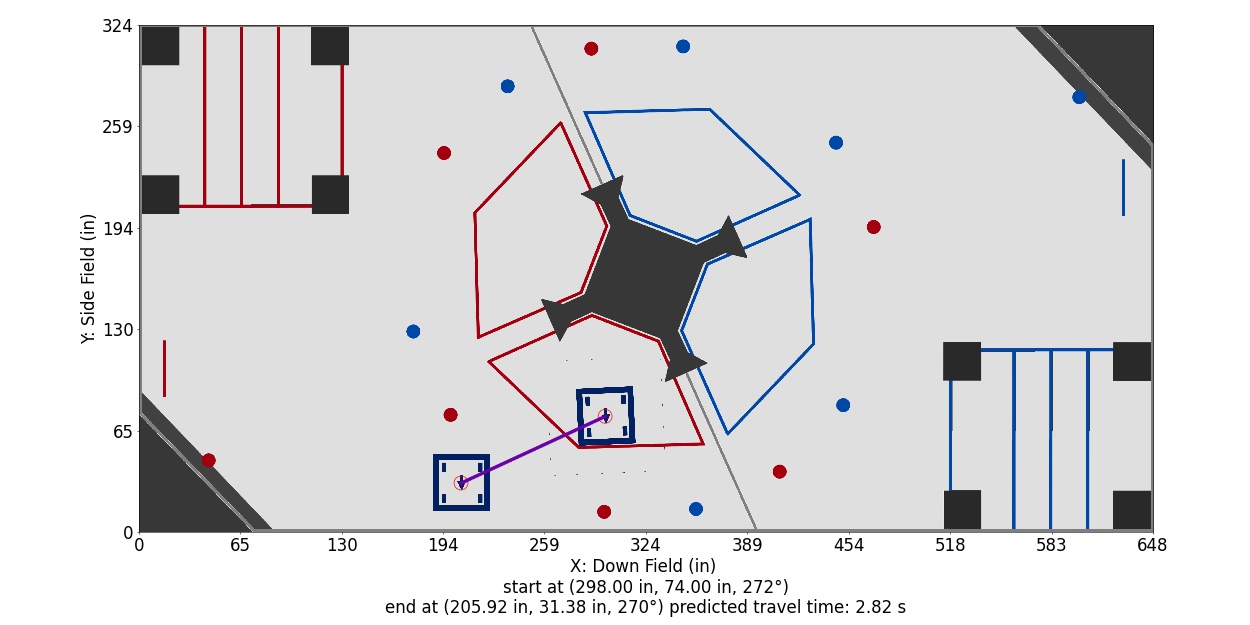 324
259
194
130
65
0
Y: Side Field (in)
0 65 130 194 259 324 389 454 518 583 648
X: Down Field (in)
start at (298.00 in, 74.00 in, 272°)
end at (205.92 in, 31.38 in, 270°) predicted travel time: 2.82 s